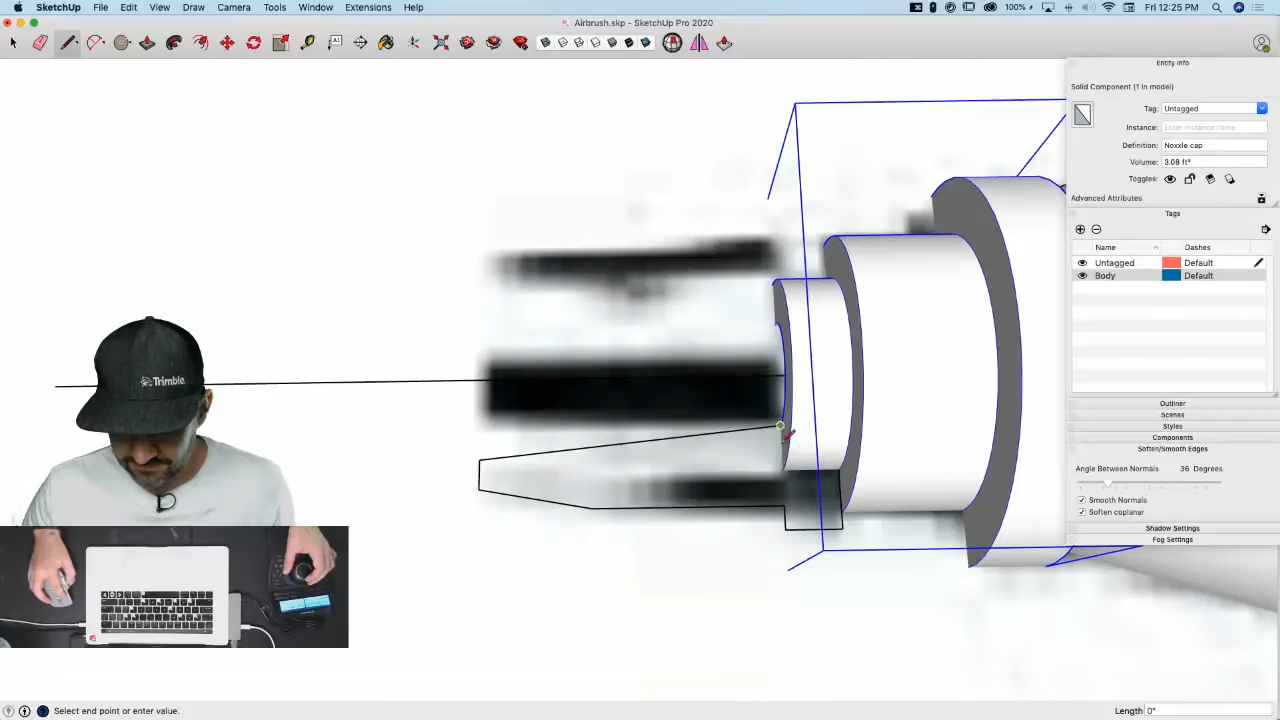 SketchUp File Edit View Draw Camera Tools Window Extensions Help 100% Fri 12:25 PM
Airbrush.skp - SketchUp Pro 2020
Entity Info
Solid Component (1 in model)
Tag: Untagged
Instance: Enter instance name
Definition: Noxxle cap
Volume: 3.08 ft³
Toggles:
Advanced Attributes
Tags
Name Dashes
Untagged Default
Body Default
Outliner
Scenes
Styles
Components
Soften/Smooth Edges
Angle Between Normals 36 Degrees
Smooth Normals
Soften coplanar
Shadow Settings
Fog Settings
Trimble
Select end point or enter value.
Length 0"